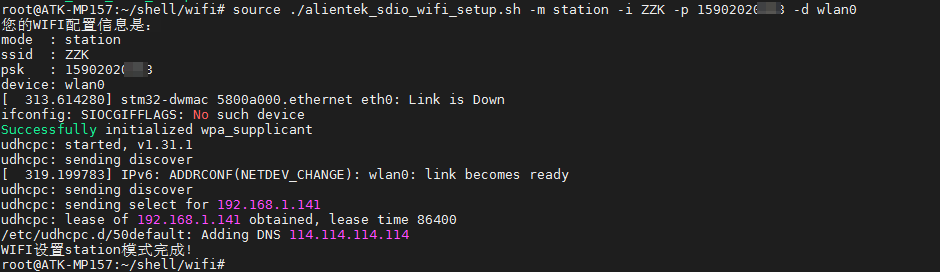 root@ATK-MP157:~/shell/wifi# source ./alientek_sdio_wifi_setup.sh -m station -i ZZK -p 1590202 -d wlan0
您的WIFI配置信息是:
mode  : station
ssid  : ZZK
psk   : 1590202
device: wlan0
[  313.614280] stm32-dwmac 5800a000.ethernet eth0: Link is Down
ifconfig: SIOCGIFFLAGS: No such device
Successfully initialized wpa_supplicant
udhcpc: started, v1.31.1
udhcpc: sending discover
[  319.199783] IPv6: ADDRCONF(NETDEV_CHANGE): wlan0: link becomes ready
udhcpc: sending discover
udhcpc: sending select for 192.168.1.141
udhcpc: lease of 192.168.1.141 obtained, lease time 86400
/etc/udhcpc.d/50default: Adding DNS 114.114.114.114
WIFI设置station模式完成!
root@ATK-MP157:~/shell/wifi#